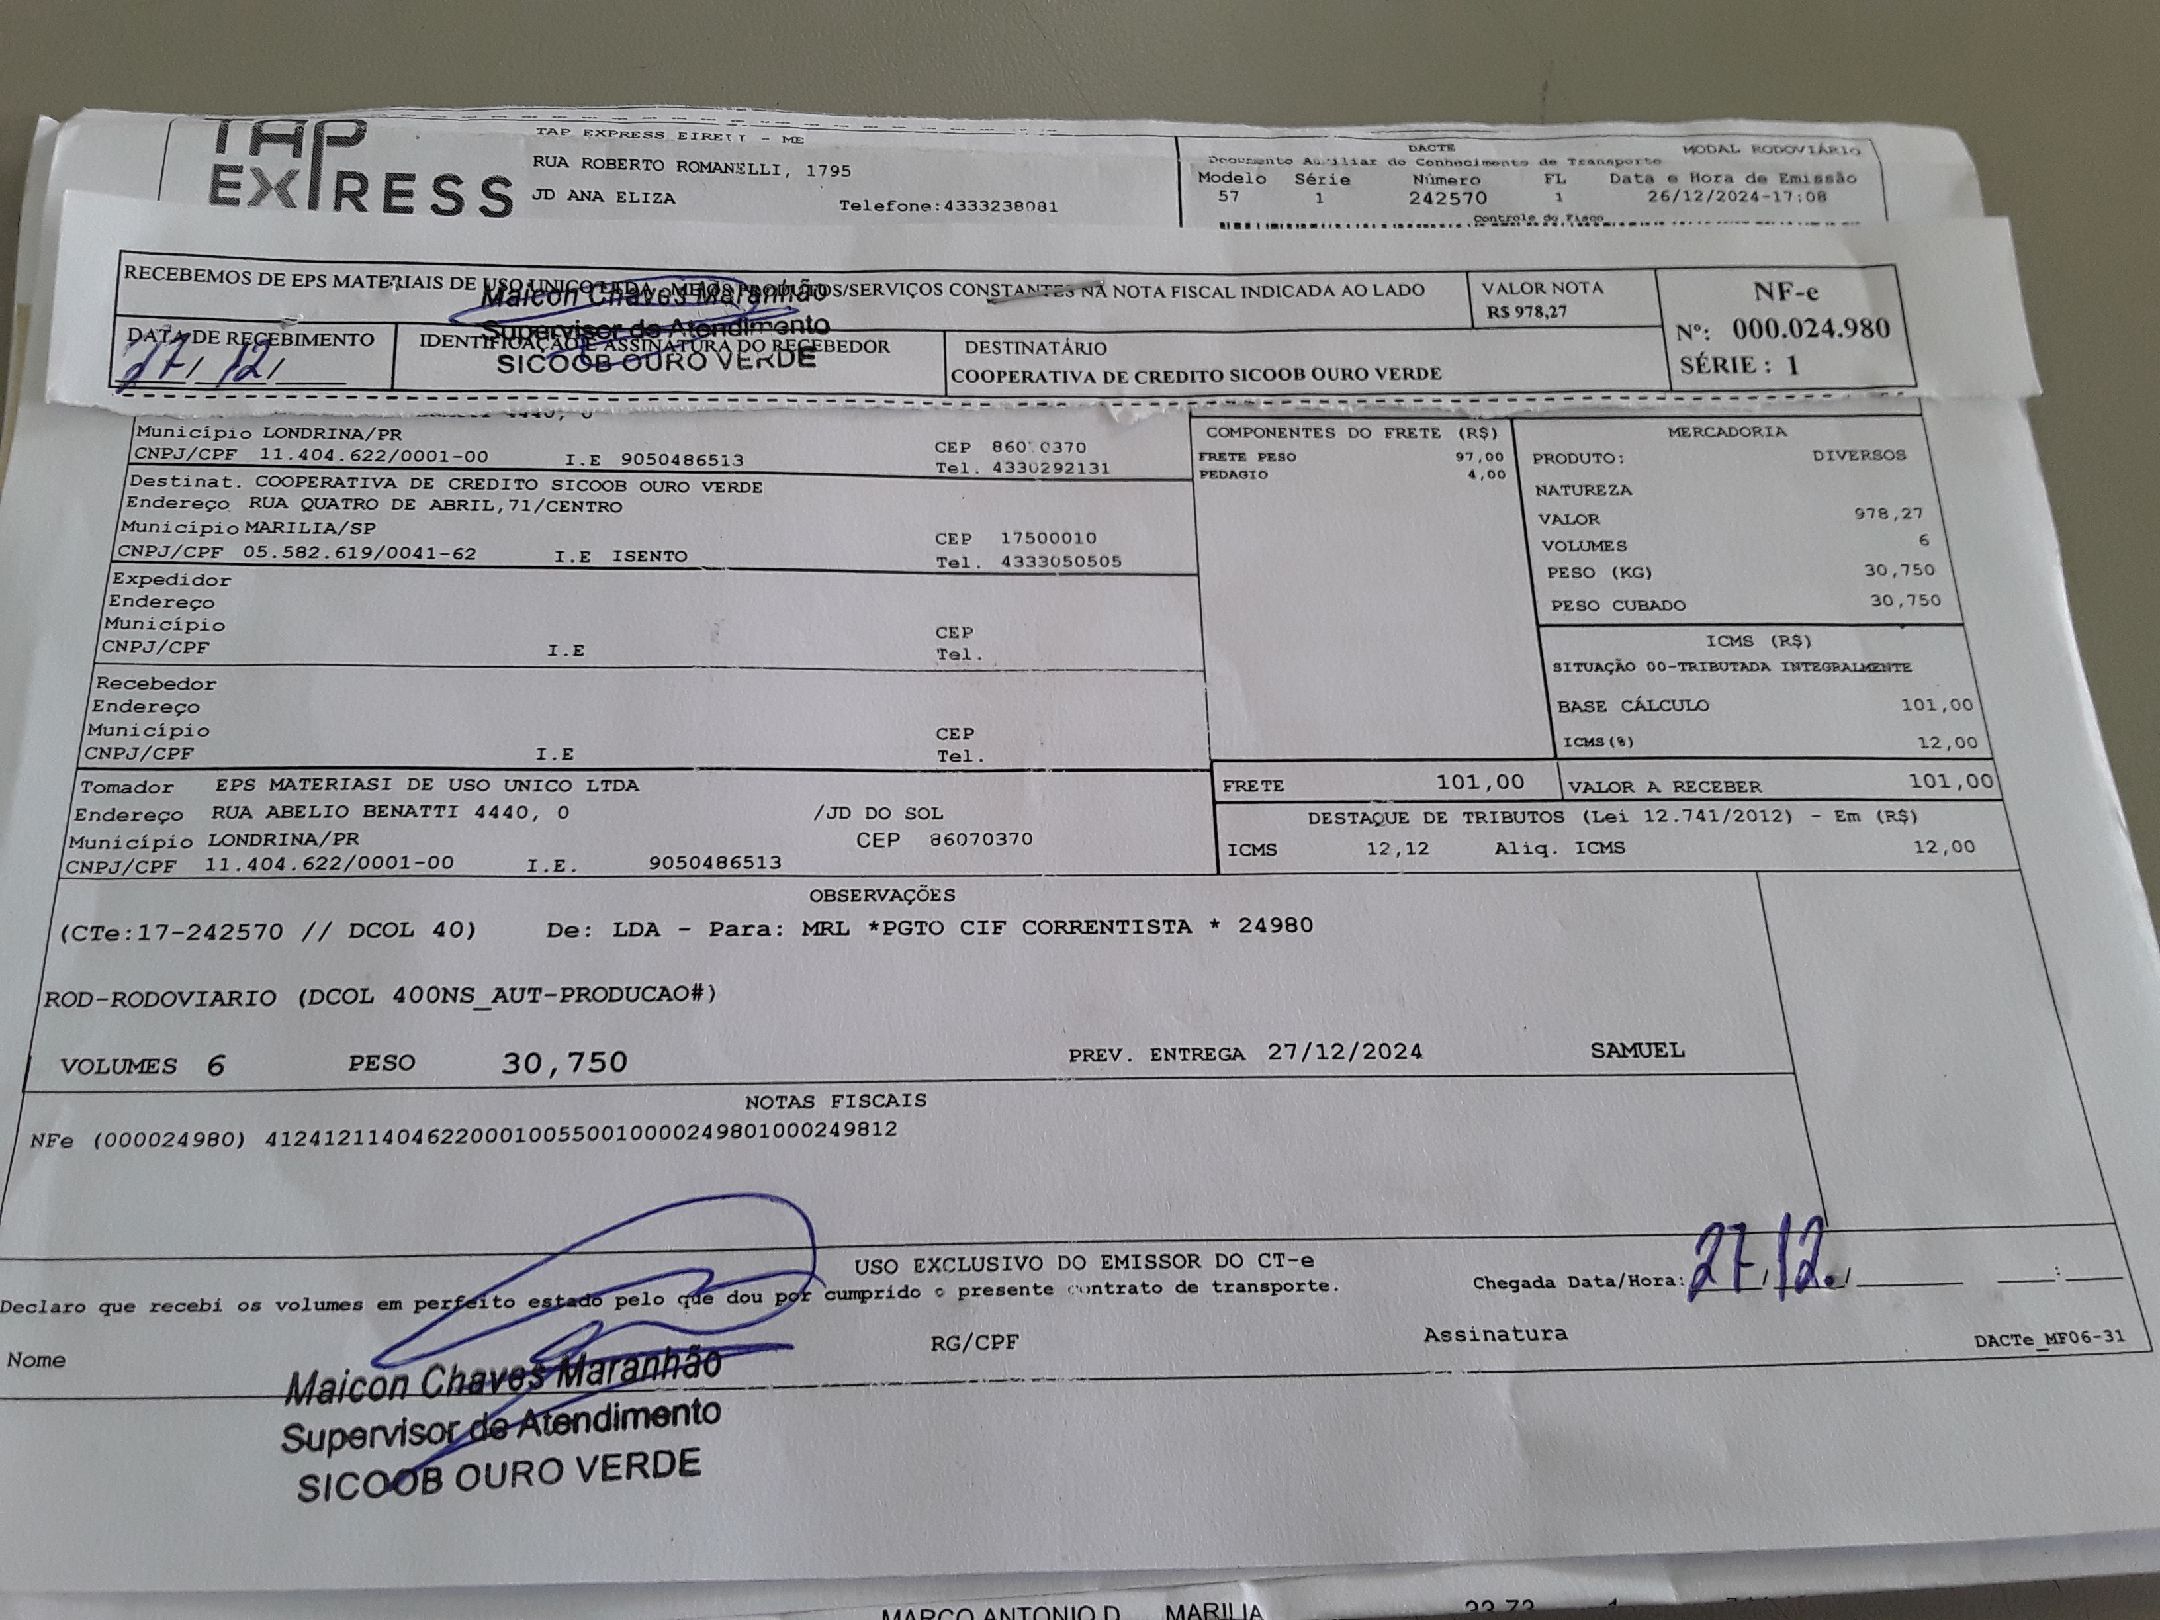 TAP EXPRESS
TAP EXPRESS EIRELI - ME
RUA ROBERTO ROMANELLI, 1795
JD ANA ELIZA Telefone:4333238081
DACTE MODAL RODOVIÁRIO
Documento Auxiliar do Conhecimento de Transporte
Modelo Série Número FL Data e Hora de Emissão
57 1 242570 1 26/12/2024-17:08
Controle do Fisco
RECEBEMOS DE EPS MATERIAIS DE USO UNICO LTDA - ME OS PRODUTOS/SERVIÇOS CONSTANTES NA NOTA FISCAL INDICADA AO LADO
VALOR NOTA
R$ 978,27
NF-e
Nº: 000.024.980
SÉRIE : 1
DATA DE RECEBIMENTO
27/12/
IDENTIFICAÇÃO E ASSINATURA DO RECEBEDOR
Maicon Chaves Maranhão
Supervisor de Atendimento
SICOOB OURO VERDE
DESTINATÁRIO
COOPERATIVA DE CREDITO SICOOB OURO VERDE
4440, 0
Município LONDRINA/PR CEP 860 0370
CNPJ/CPF 11.404.622/0001-00 I.E 9050486513 Tel. 4330292131
Destinat. COOPERATIVA DE CREDITO SICOOB OURO VERDE
Endereço RUA QUATRO DE ABRIL,71/CENTRO
Município MARILIA/SP CEP 17500010
CNPJ/CPF 05.582.619/0041-62 I.E ISENTO Tel. 4333050505
Expedidor
Endereço
Município CEP
CNPJ/CPF I.E Tel.
Recebedor
Endereço
Município CEP
CNPJ/CPF I.E Tel.
Tomador EPS MATERIASI DE USO UNICO LTDA
Endereço RUA ABELIO BENATTI 4440, 0 /JD DO SOL
Município LONDRINA/PR CEP 86070370
CNPJ/CPF 11.404.622/0001-00 I.E. 9050486513
COMPONENTES DO FRETE (R$)
FRETE PESO 97,00
PEDAGIO 4,00
MERCADORIA
PRODUTO: DIVERSOS
NATUREZA
VALOR 978,27
VOLUMES 6
PESO (KG) 30,750
PESO CUBADO 30,750
ICMS (R$)
SITUAÇÃO 00-TRIBUTADA INTEGRALMENTE
BASE CÁLCULO 101,00
ICMS(%) 12,00
FRETE 101,00 VALOR A RECEBER 101,00
DESTAQUE DE TRIBUTOS (Lei 12.741/2012) - Em (R$)
ICMS 12,12 Aliq. ICMS 12,00
OBSERVAÇÕES
(CTe:17-242570 // DCOL 40) De: LDA - Para: MRL *PGTO CIF CORRENTISTA * 24980
ROD-RODOVIARIO (DCOL 400NS_AUT-PRODUCAO#)
VOLUMES 6 PESO 30,750 PREV. ENTREGA 27/12/2024 SAMUEL
NOTAS FISCAIS
NFe (000024980) 41241211404622000100550010000249801000249812
USO EXCLUSIVO DO EMISSOR DO CT-e
Declaro que recebi os volumes em perfeito estado pelo que dou por cumprido o presente contrato de transporte.
Chegada Data/Hora: 27/12/ :
Nome RG/CPF Assinatura DACTe_MF06-31
Maicon Chaves Maranhão
Supervisor de Atendimento
SICOOB OURO VERDE
MARCO ANTONIO D MARILIA